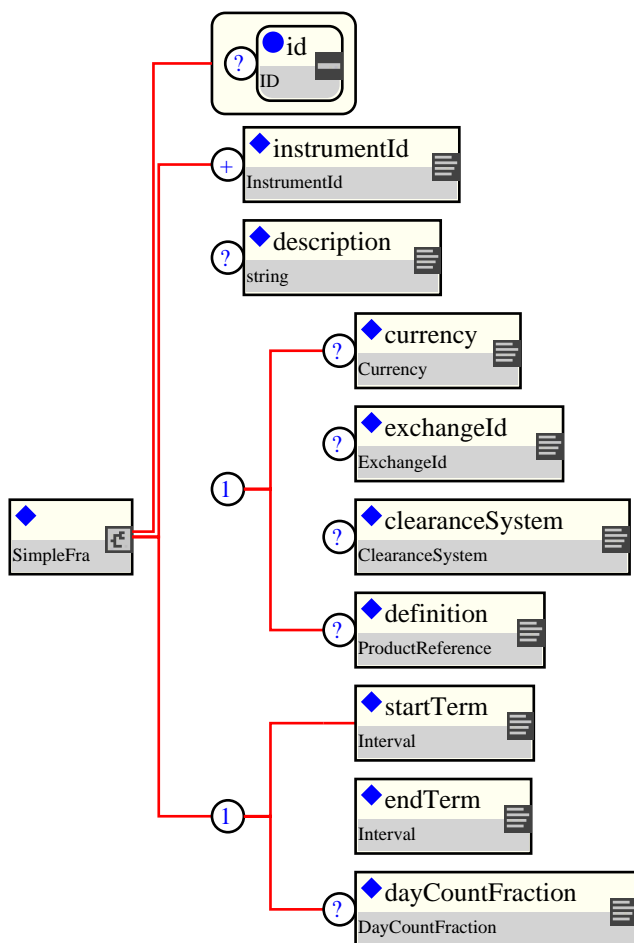 ?
id
ID
+
instrumentId
InstrumentId
?
description
string
?
currency
Currency
?
exchangeId
ExchangeId
1
SimpleFra
?
clearanceSystem
ClearanceSystem
?
definition
ProductReference
startTerm
Interval
1
endTerm
Interval
?
dayCountFraction
DayCountFraction